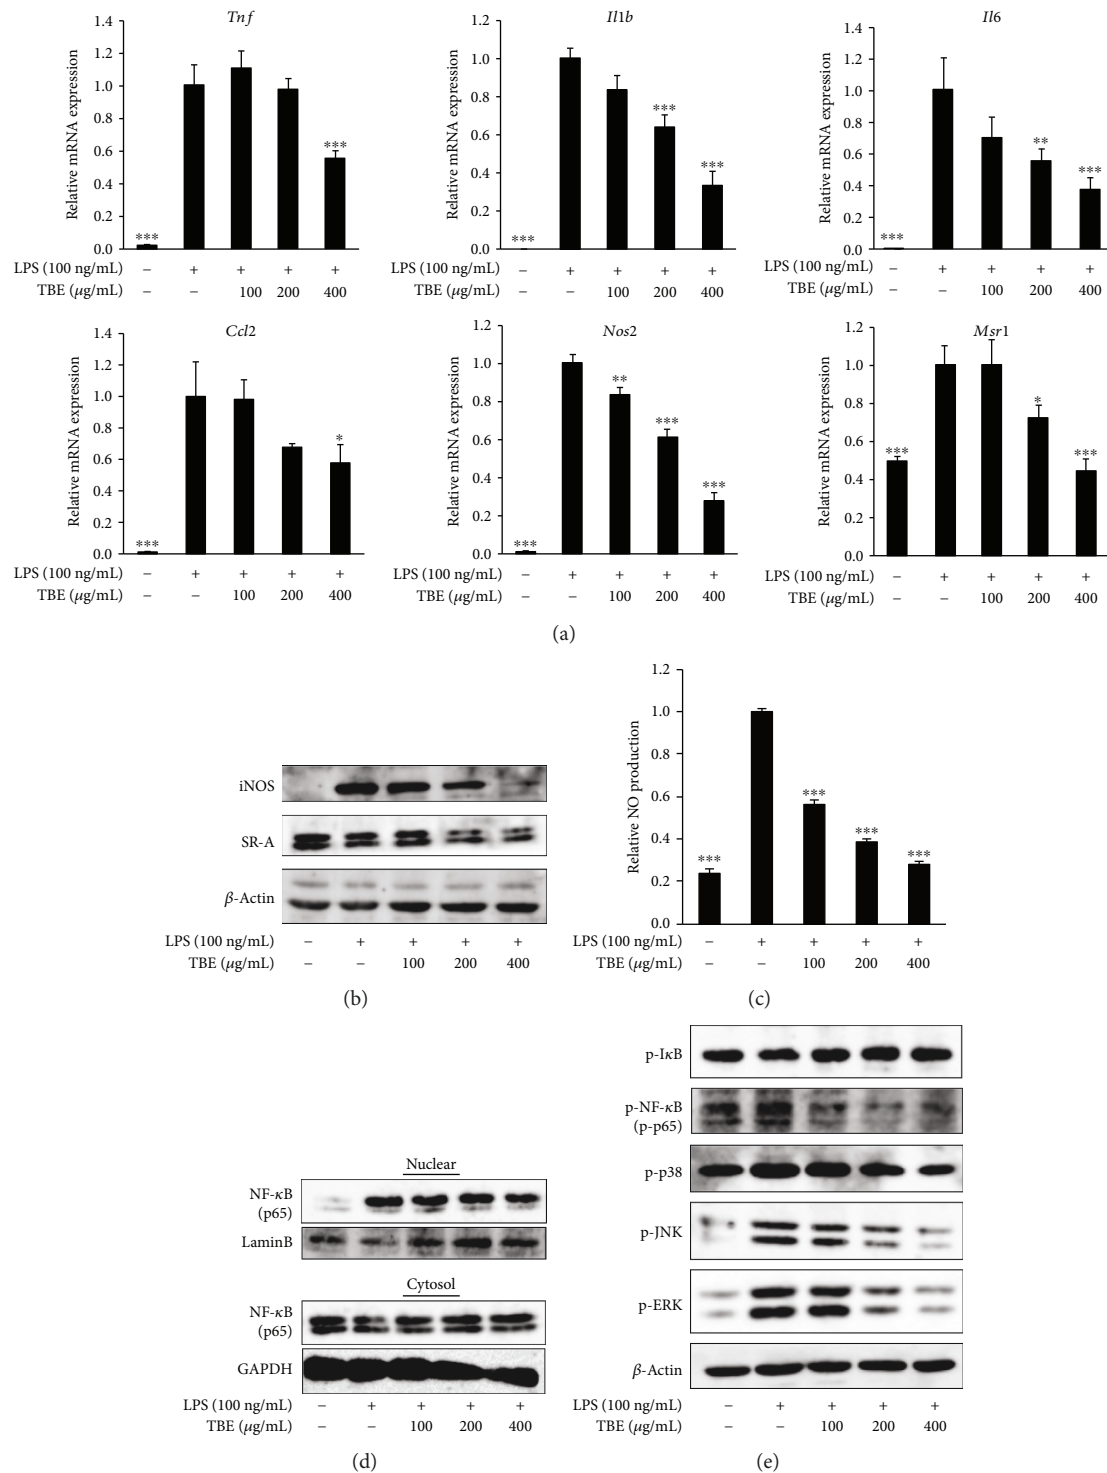 Tnf
Relative mRNA expression
1.4
1.2
1.0
0.8
0.6
0.4
0.2
0.0
***
***
LPS (100 ng/mL) – + + + +
TBE (μg/mL) – – 100 200 400
Il1b
Relative mRNA expression
1.2
1.0
0.8
0.6
0.4
0.2
0.0
***
***
***
LPS (100 ng/mL) – + + + +
TBE (μg/mL) – – 100 200 400
Il6
Relative mRNA expression
1.4
1.2
1.0
0.8
0.6
0.4
0.2
0.0
***
**
***
LPS (100 ng/mL) – + + + +
TBE (μg/mL) – – 100 200 400
Ccl2
Relative mRNA expression
1.4
1.2
1.0
0.8
0.6
0.4
0.2
0.0
***
*
LPS (100 ng/mL) – + + + +
TBE (μg/mL) – – 100 200 400
Nos2
Relative mRNA expression
1.2
1.0
0.8
0.6
0.4
0.2
0.0
***
**
***
***
LPS (100 ng/mL) – + + + +
TBE (μg/mL) – – 100 200 400
Msr1
Relative mRNA expression
1.2
1.0
0.8
0.6
0.4
0.2
0.0
***
*
***
LPS (100 ng/mL) – + + + +
TBE (μg/mL) – – 100 200 400
(a)
iNOS
SR-A
β-Actin
LPS (100 ng/mL) – + + + +
TBE (μg/mL) – – 100 200 400
(b)
Relative NO production
1.2
1.0
0.8
0.6
0.4
0.2
0.0
***
***
***
***
LPS (100 ng/mL) – + + + +
TBE (μg/mL) – – 100 200 400
(c)
Nuclear
NF-κB
(p65)
LaminB
Cytosol
NF-κB
(p65)
GAPDH
LPS (100 ng/mL) – + + + +
TBE (μg/mL) – – 100 200 400
(d)
p-IκB
p-NF-κB
(p-p65)
p-p38
p-JNK
p-ERK
β-Actin
LPS (100 ng/mL) – + + + +
TBE (μg/mL) – – 100 200 400
(e)